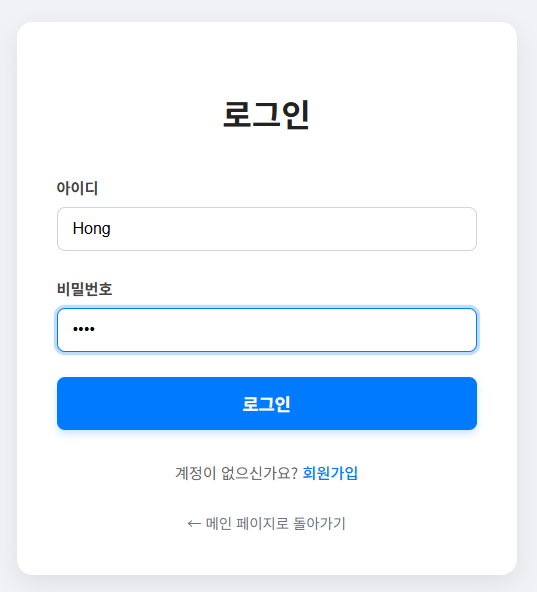 로그인
아이디
Hong
비밀번호
••••
로그인
계정이 없으신가요? 회원가입
← 메인 페이지로 돌아가기